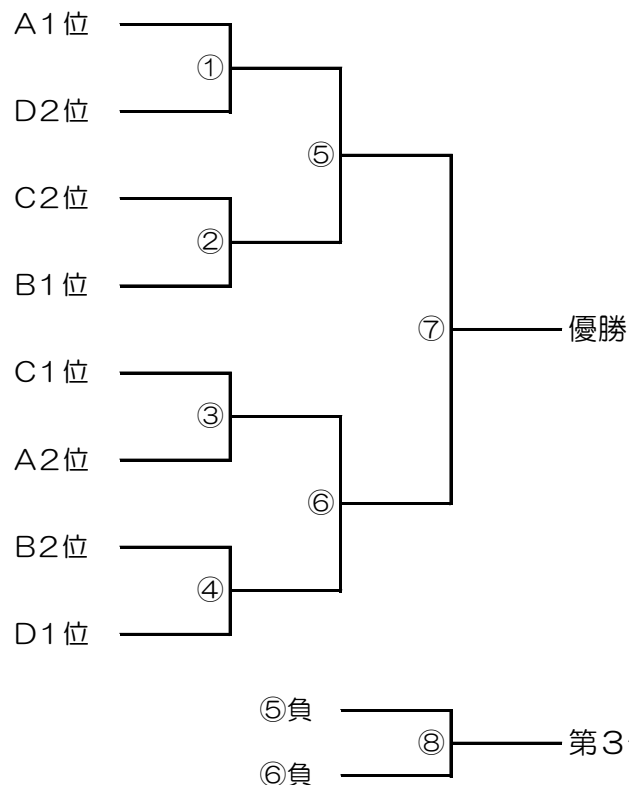 A1位
①
D2位
⑤
C2位
②
B1位
⑦
優勝
C1位
③
A2位
⑥
B2位
④
D1位
⑤負
⑧
第3
⑥負